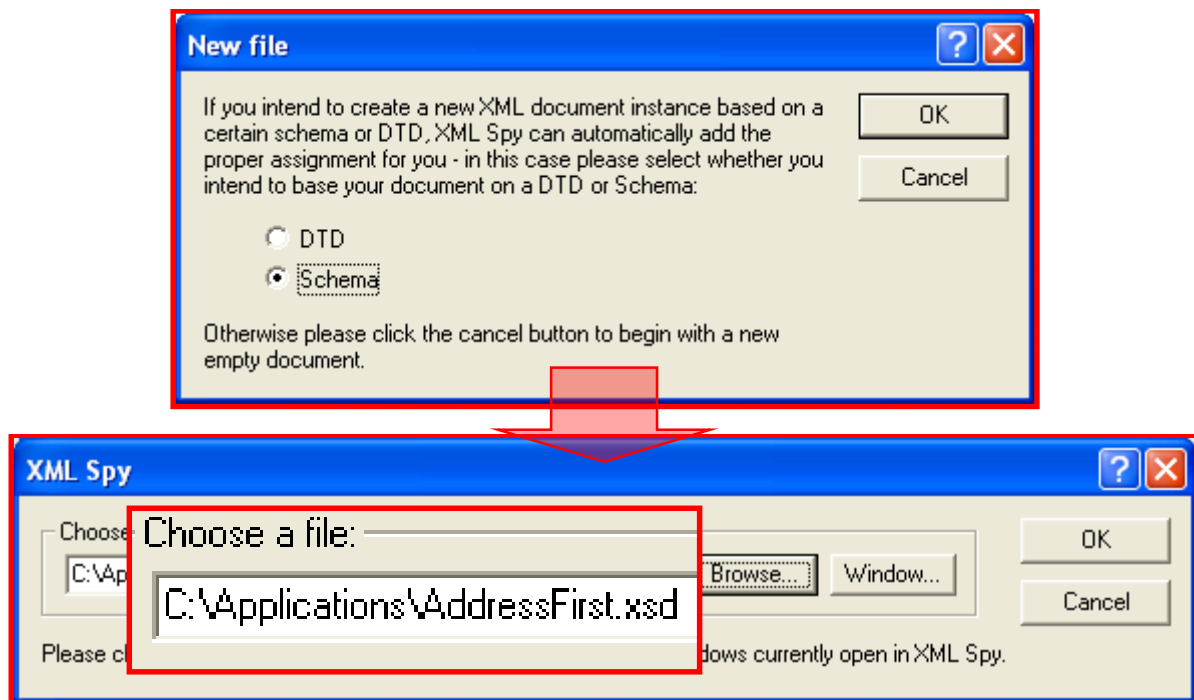 New file
If you intend to create a new XML document instance based on a
certain schema or DTD, XML Spy can automatically add the
proper assignment for you - in this case please select whether you
intend to base your document on a DTD or Schema:
OK
Cancel
DTD
Schema
Otherwise please click the cancel button to begin with a new
empty document.
XML Spy
Choose
Choose a file:
C:\Ap
C:\Applications\AddressFirst.xsd
Browse...
Window...
OK
Cancel
Please currently open in XML Spy.